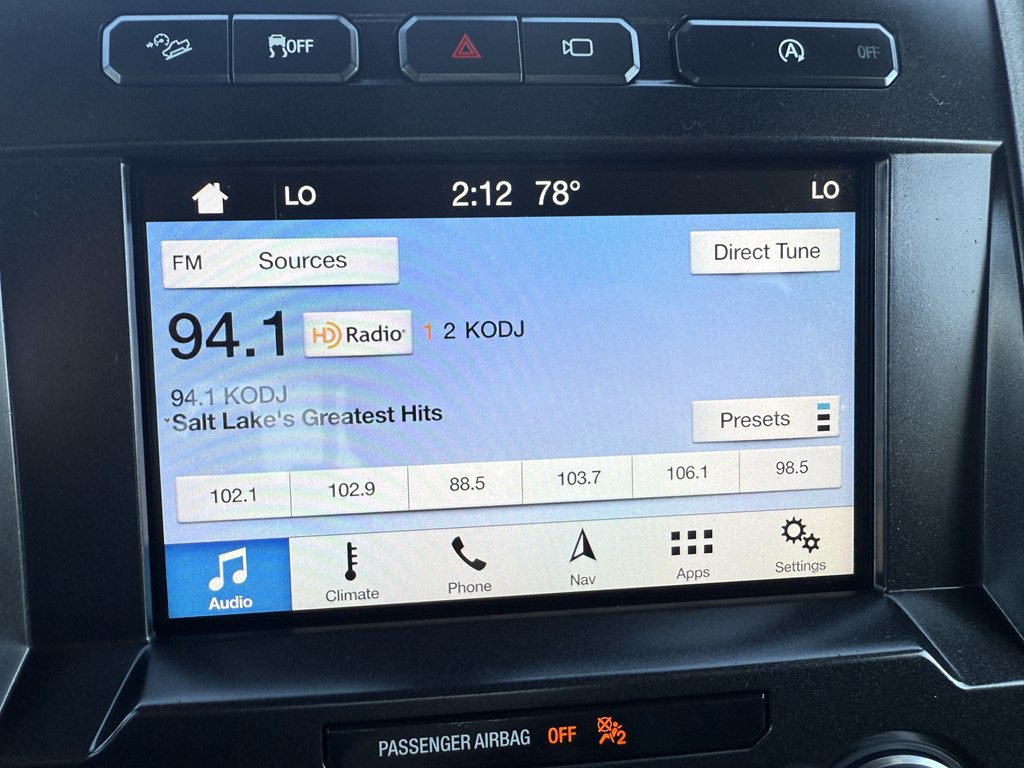 OFF
A OFF
LO 2:12 78° LO
FM Sources Direct Tune
94.1 HD Radio 1 2 KODJ
94.1 KODJ
Salt Lake's Greatest Hits
Presets
102.1 102.9 88.5 103.7 106.1 98.5
Audio Climate Phone Nav Apps Settings
PASSENGER AIRBAG OFF 2